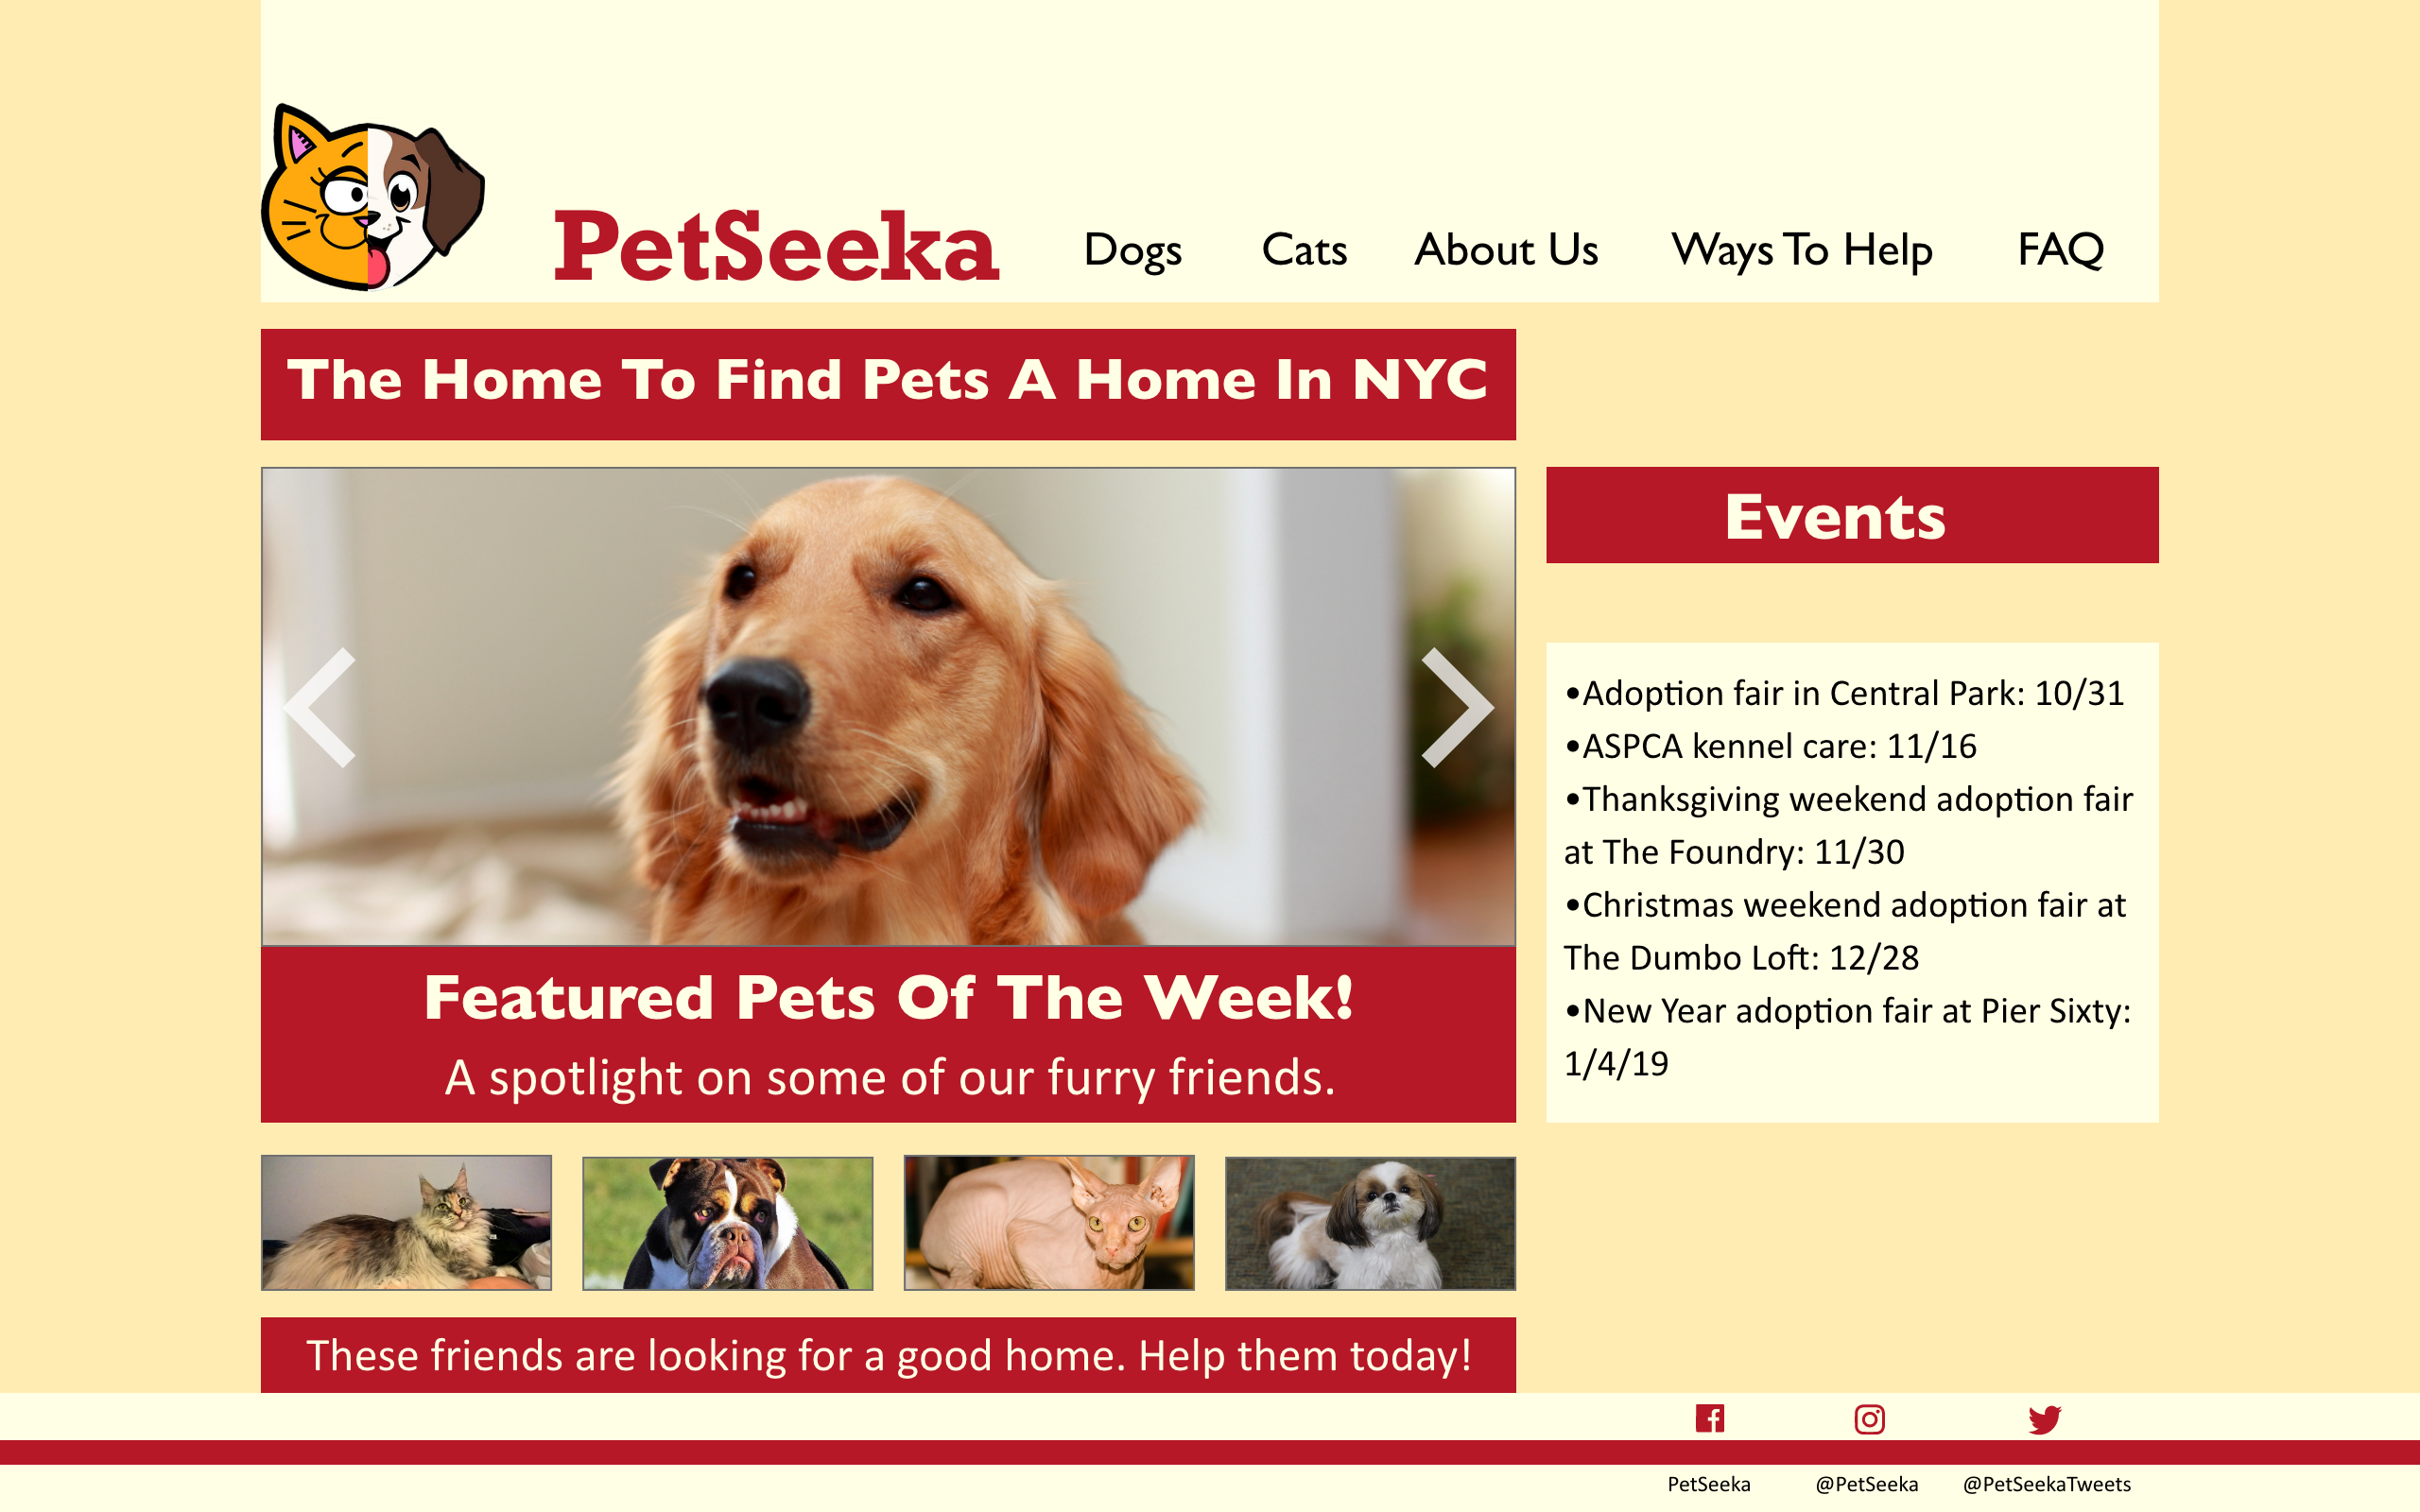 PetSeeka
Dogs Cats About Us Ways To Help FAQ
The Home To Find Pets A Home In NYC
Featured Pets Of The Week!
A spotlight on some of our furry friends.
These friends are looking for a good home. Help them today!
Events
•Adoption fair in Central Park: 10/31
•ASPCA kennel care: 11/16
•Thanksgiving weekend adoption fair
at The Foundry: 11/30
•Christmas weekend adoption fair at
The Dumbo Loft: 12/28
•New Year adoption fair at Pier Sixty:
1/4/19
PetSeeka @PetSeeka @PetSeekaTweets